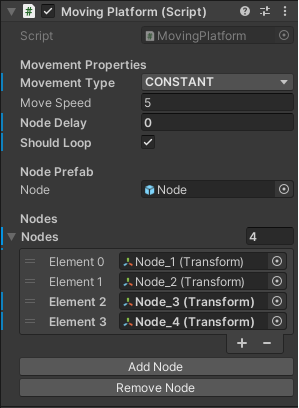 Moving Platform (Script)
Script MovingPlatform
Movement Properties
Movement Type CONSTANT
Move Speed 5
Node Delay 0
Should Loop
Node Prefab
Node Node
Nodes
Nodes 4
Element 0 Node_1 (Transform)
Element 1 Node_2 (Transform)
Element 2 Node_3 (Transform)
Element 3 Node_4 (Transform)
+ −
Add Node
Remove Node